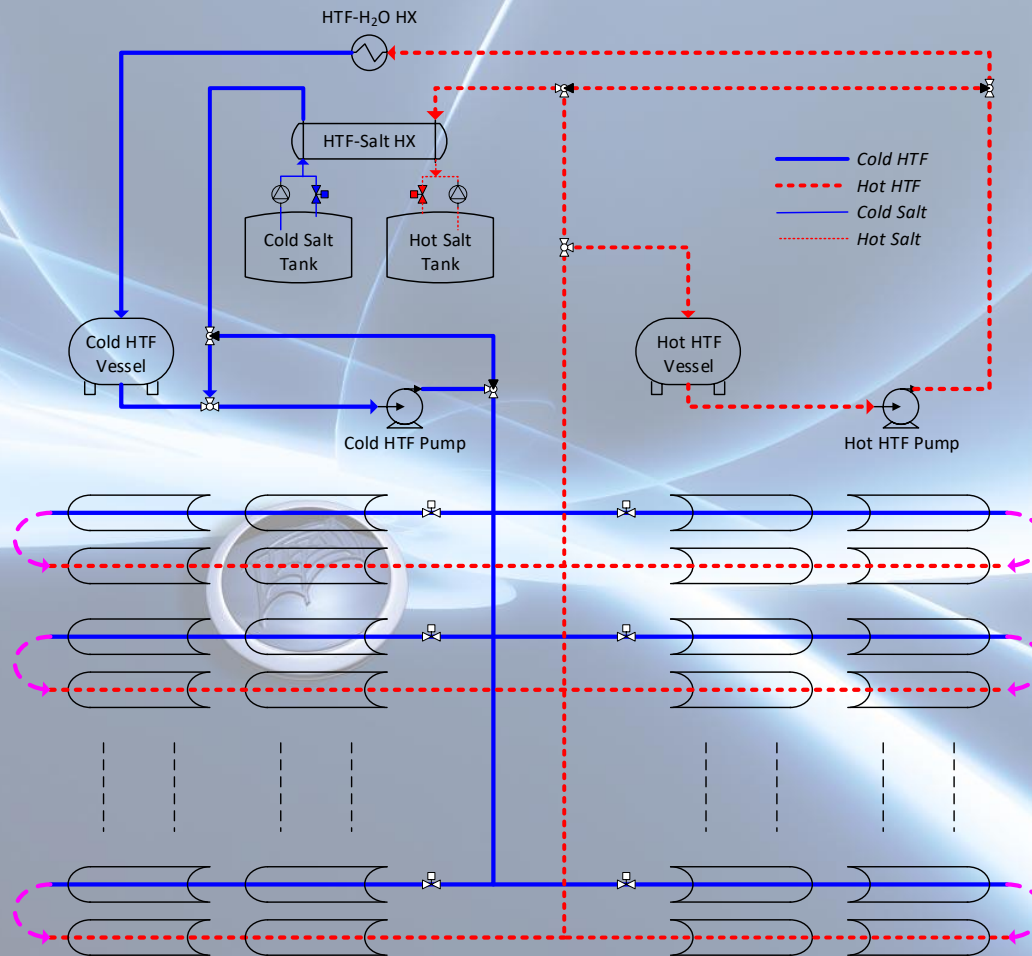 HTF-H₂O HX
HTF-Salt HX
Cold HTF
Hot HTF
Cold Salt
Hot Salt
Cold Salt
Tank
Hot Salt
Tank
Cold HTF
Vessel
Hot HTF
Vessel
Cold HTF Pump
Hot HTF Pump